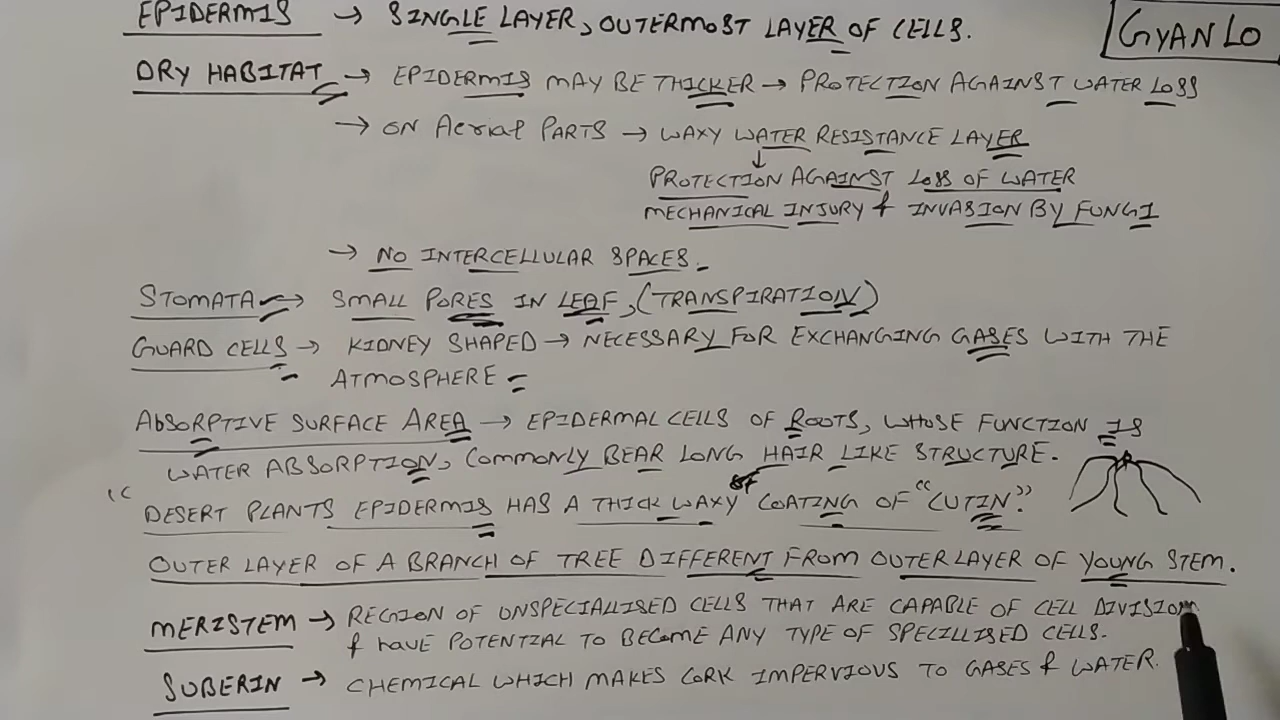 EPIDERMIS → SINGLE LAYER, OUTERMOST LAYER OF CELLS.
GYAN LO
DRY HABITAT → EPIDERMIS MAY BE THICKER → PROTECTION AGAINST WATER LOSS
→ ON AERIAL PARTS → WAXY WATER RESISTANCE LAYER
↓
PROTECTION AGAINST LOSS OF WATER
MECHANICAL INJURY & INVASION BY FUNGI
→ NO INTERCELLULAR SPACES.
STOMATA → SMALL PORES IN LEAF, (TRANSPIRATION)
GUARD CELLS → KIDNEY SHAPED → NECESSARY FOR EXCHANGING GASES WITH THE
ATMOSPHERE
ABSORPTIVE SURFACE AREA → EPIDERMAL CELLS OF ROOTS, WHOSE FUNCTION IS
WATER ABSORPTION, COMMONLY BEAR LONG HAIR LIKE STRUCTURE.
"DESERT PLANTS EPIDERMIS HAS A THICK WAXY COATING OF "CUTIN".
OUTER LAYER OF A BRANCH OF TREE DIFFERENT FROM OUTER LAYER OF YOUNG STEM.
MERISTEM → REGION OF UNSPECIALISED CELLS THAT ARE CAPABLE OF CELL DIVISION
& HAVE POTENTIAL TO BECOME ANY TYPE OF SPECILLISED CELLS.
SUBERIN → CHEMICAL WHICH MAKES CORK IMPERVIOUS TO GASES & WATER.